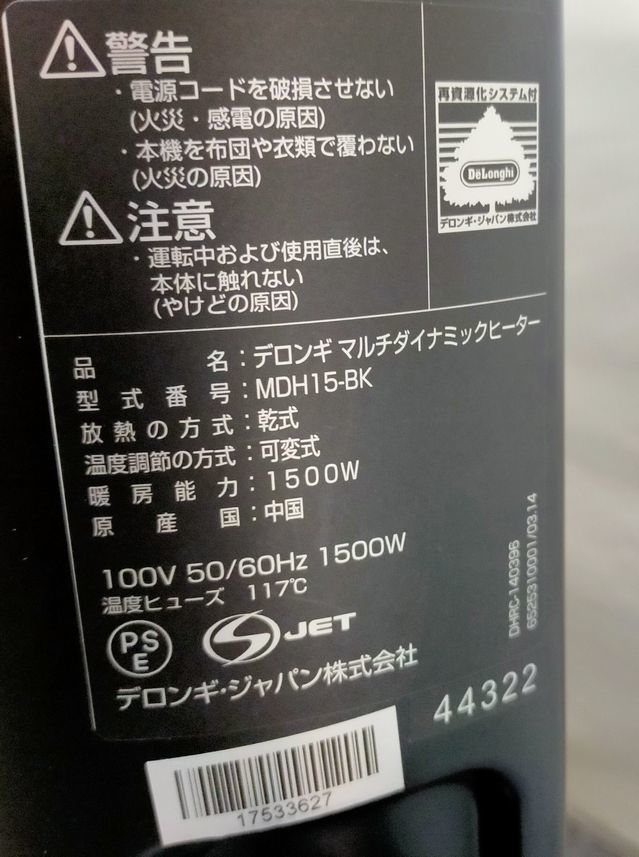 警告
・電源コードを破損させない
(火災・感電の原因)
・本機を布団や衣類で覆わない
(火災の原因)
注意
・運転中および使用直後は、
本体に触れない
(やけどの原因)
再資源化システム付
DeLonghi
デロンギ・ジャパン株式会社
品名：デロンギ マルチダイナミックヒーター
型式番号：MDH15-BK
放熱の方式：乾式
温度調節の方式：可変式
暖房能力：1500W
原産国：中国
100V 50/60Hz 1500W
温度ヒューズ 117℃
PSE
JET
デロンギ・ジャパン株式会社
DHRC-140396
6525310001/03.14
44322
17533627